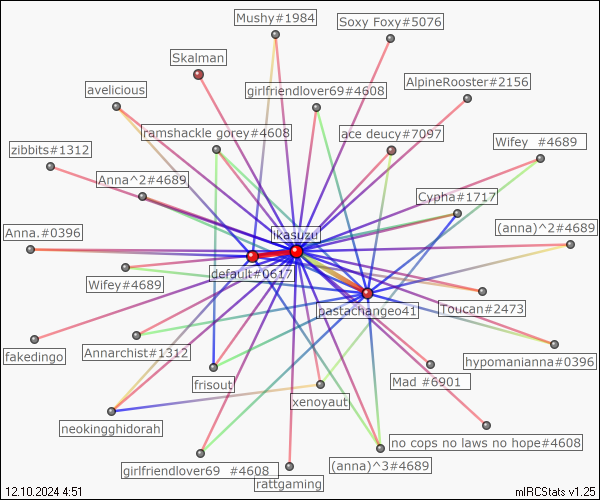 Mushy#1984
Soxy Foxy#5076
Skalman
avelicious
girlfriendlover69#4608
AlpineRooster#2156
ramshackle gorey#4608
ace deucy#7097
zibbits#1312
Wifey #4689
Anna^2#4689
Cypha#1717
Anna.#0396
ikasuzu
(anna)^2#4689
default#0617
Wifey#4689
pastachangeo41
Toucan#2473
fakedingo
Annarchist#1312
hypomanianna#0396
frisout
Mad #6901
xenoyaut
neokingghidorah
no cops no laws no hope#4608
girlfriendlover69 #4608
(anna)^3#4689
rattgaming
12.10.2024 4:51
mIRCStats v1.25